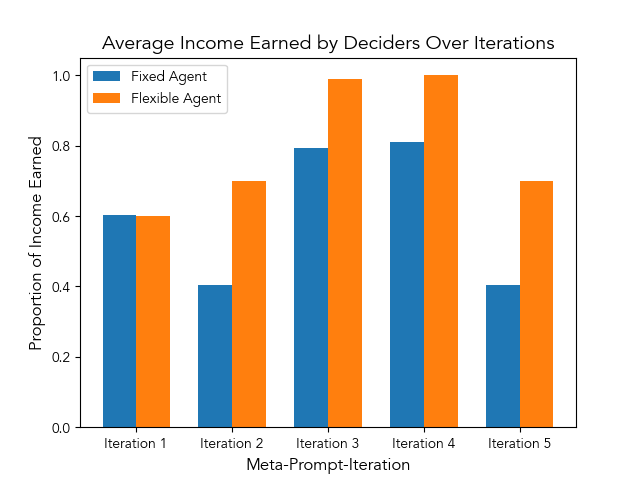 Average Income Earned by Deciders Over Iterations
Fixed Agent
Flexible Agent
Proportion of Income Earned
1.0
0.8
0.6
0.4
0.2
0.0
Iteration 1
Iteration 2
Iteration 3
Iteration 4
Iteration 5
Meta-Prompt-Iteration